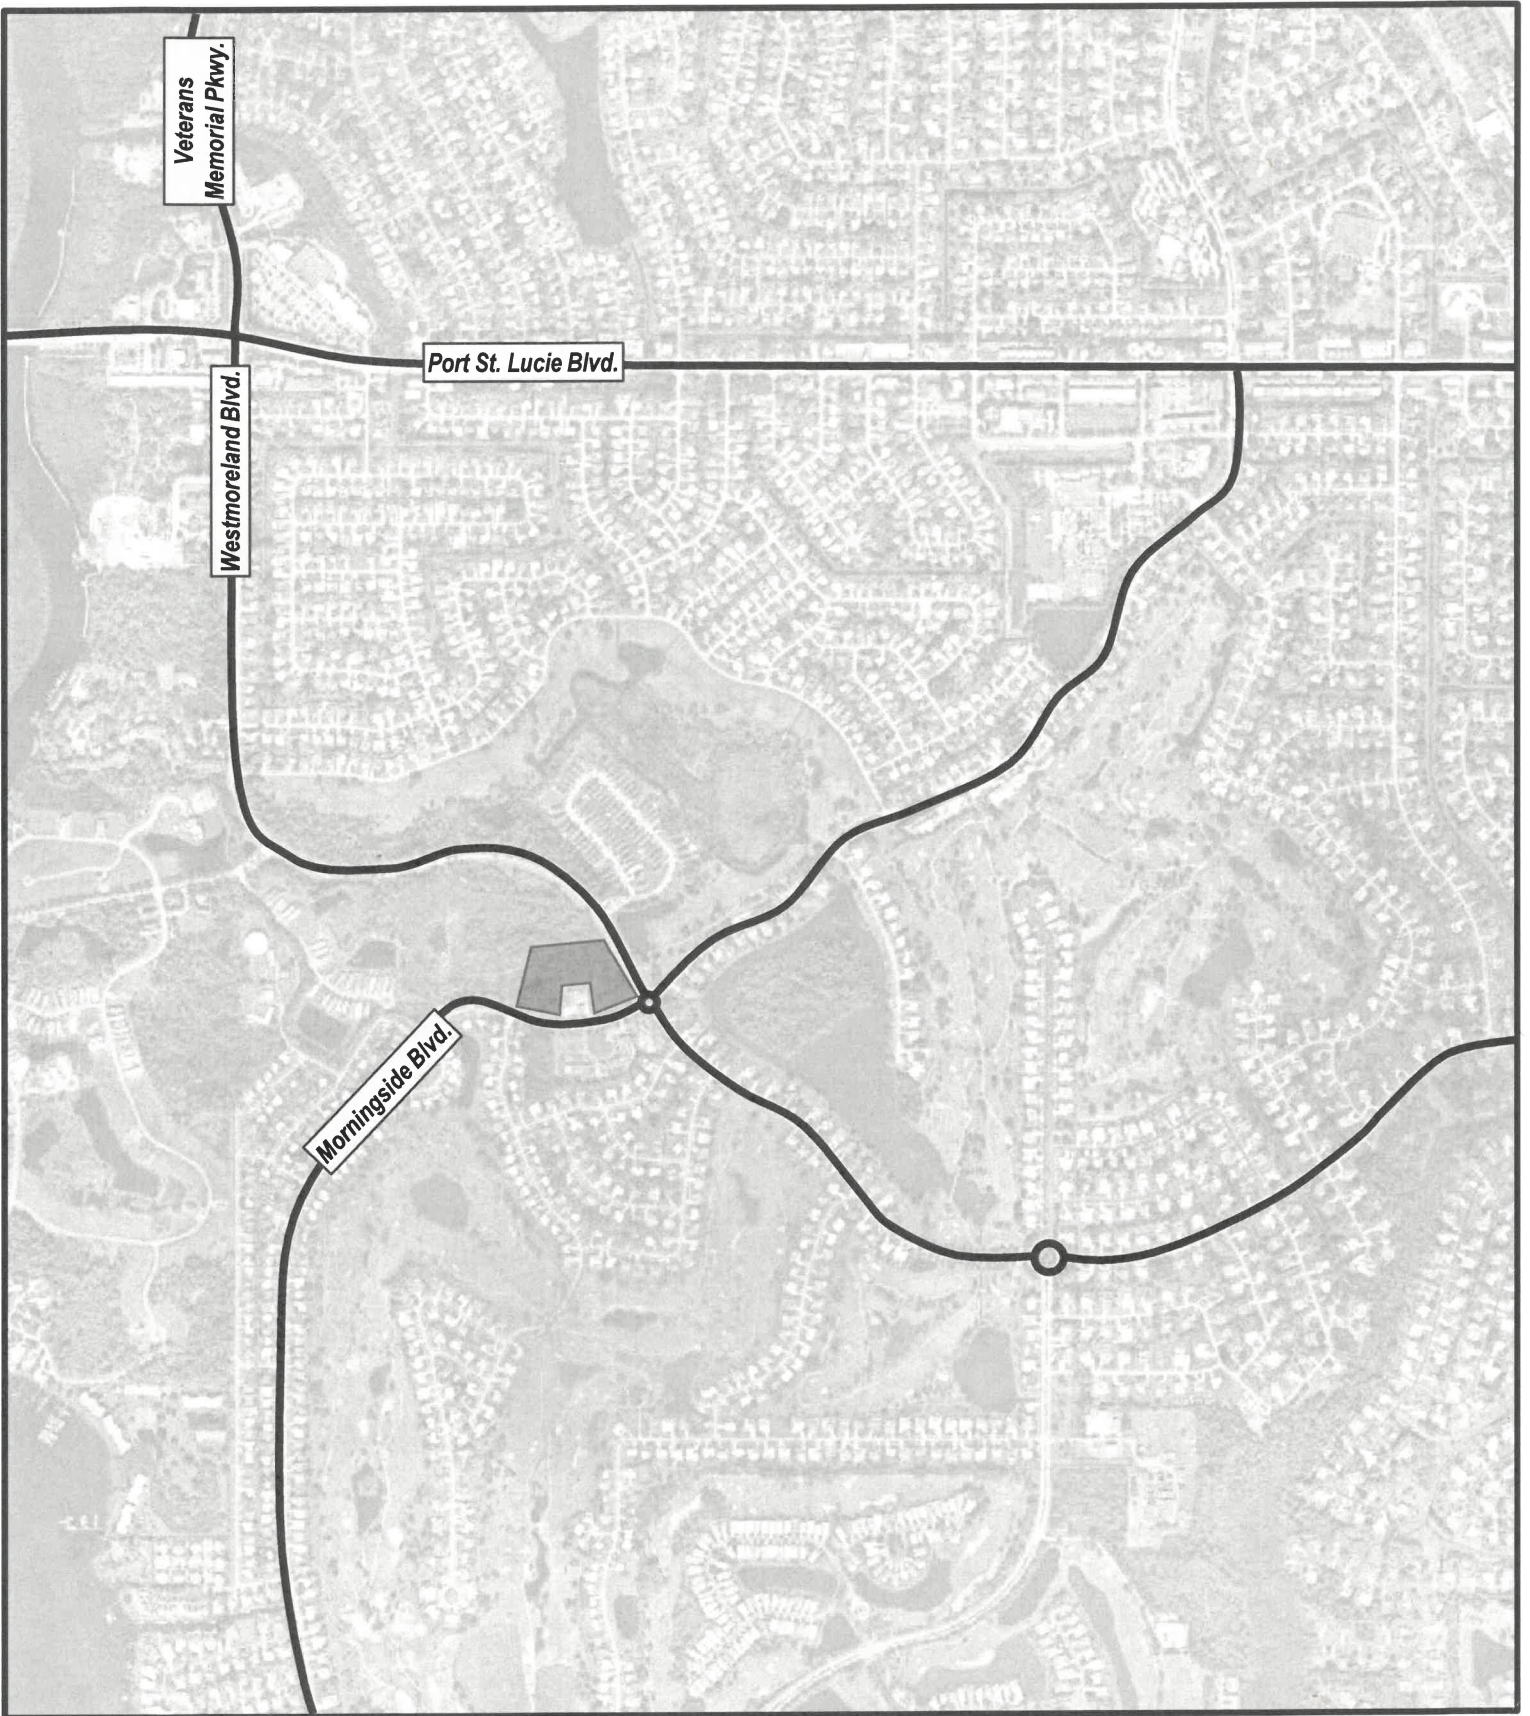 Veterans
Memorial Pkwy.
Port St. Lucie Blvd.
Westmoreland Blvd.
Morningside Blvd.